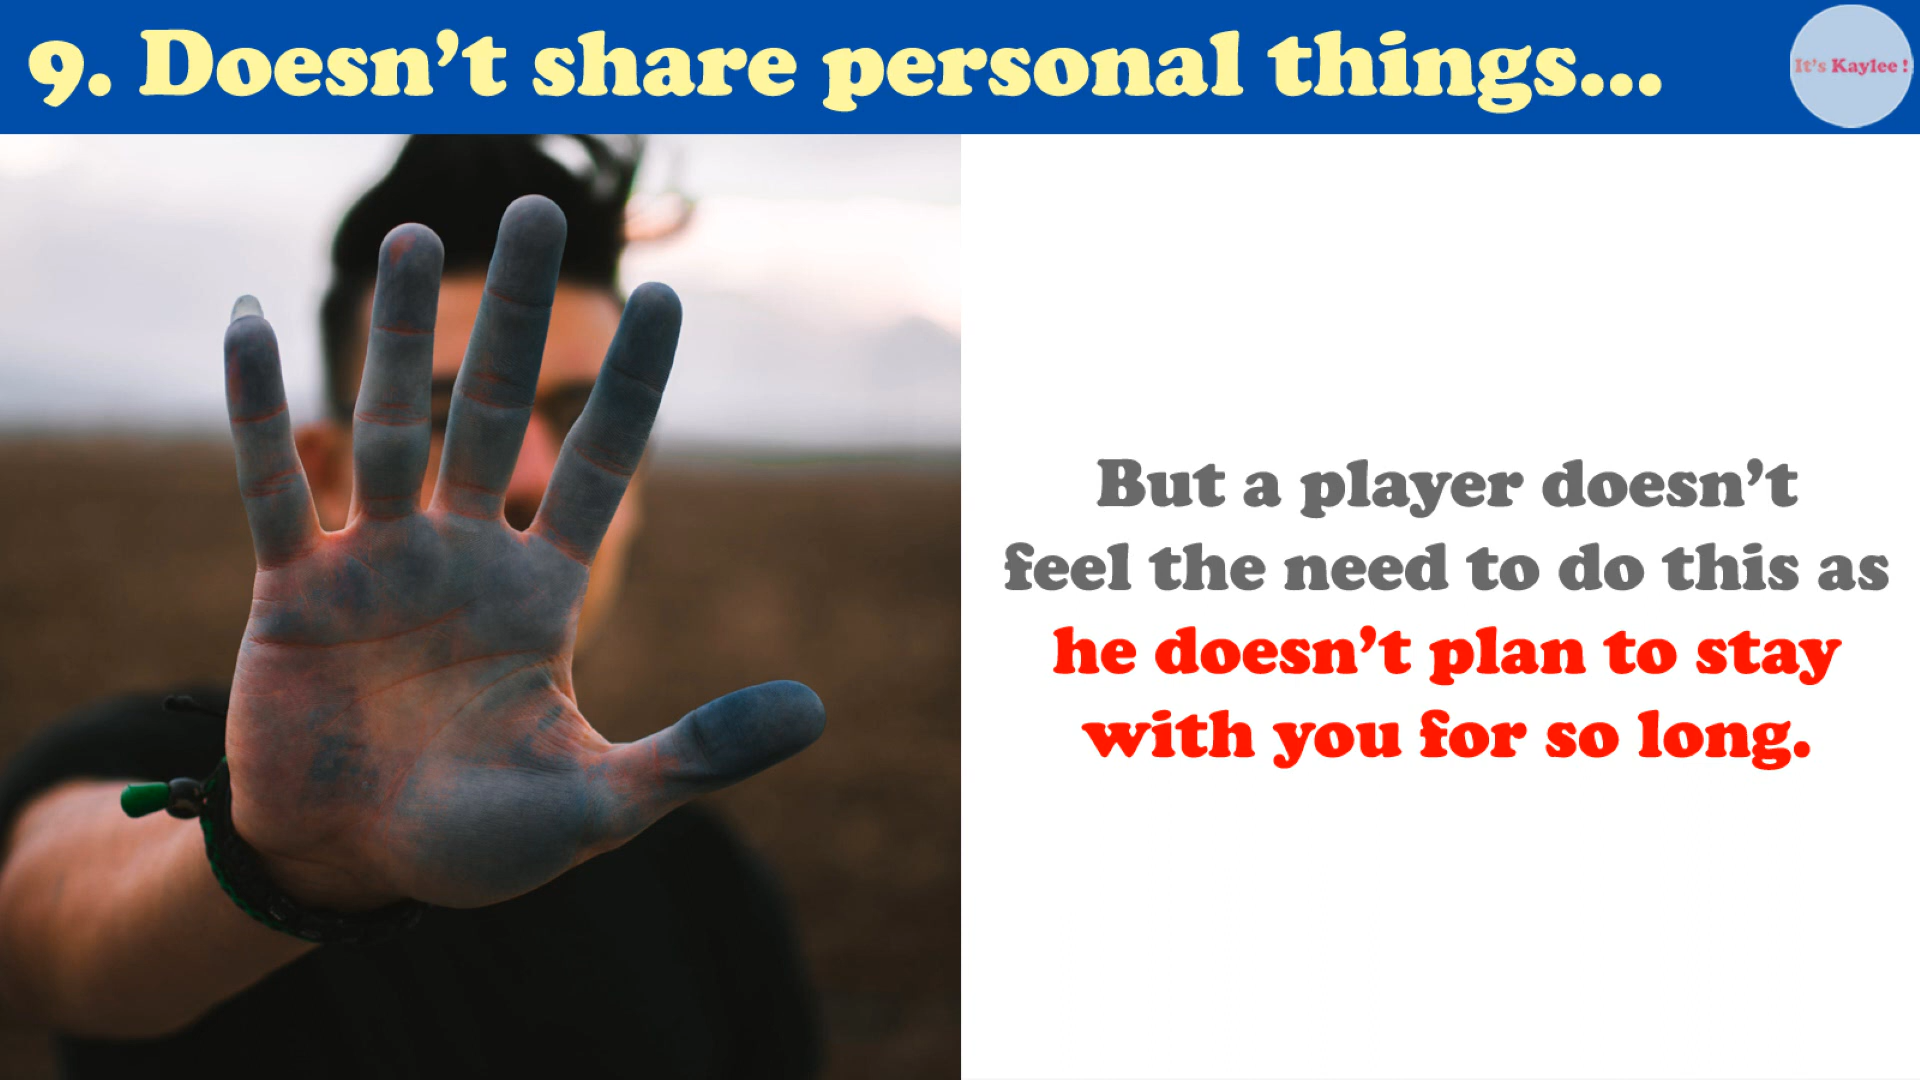 9. Doesn’t share personal things...
It's Kaylee !
But a player doesn’t
feel the need to do this as
he doesn’t plan to stay
with you for so long.